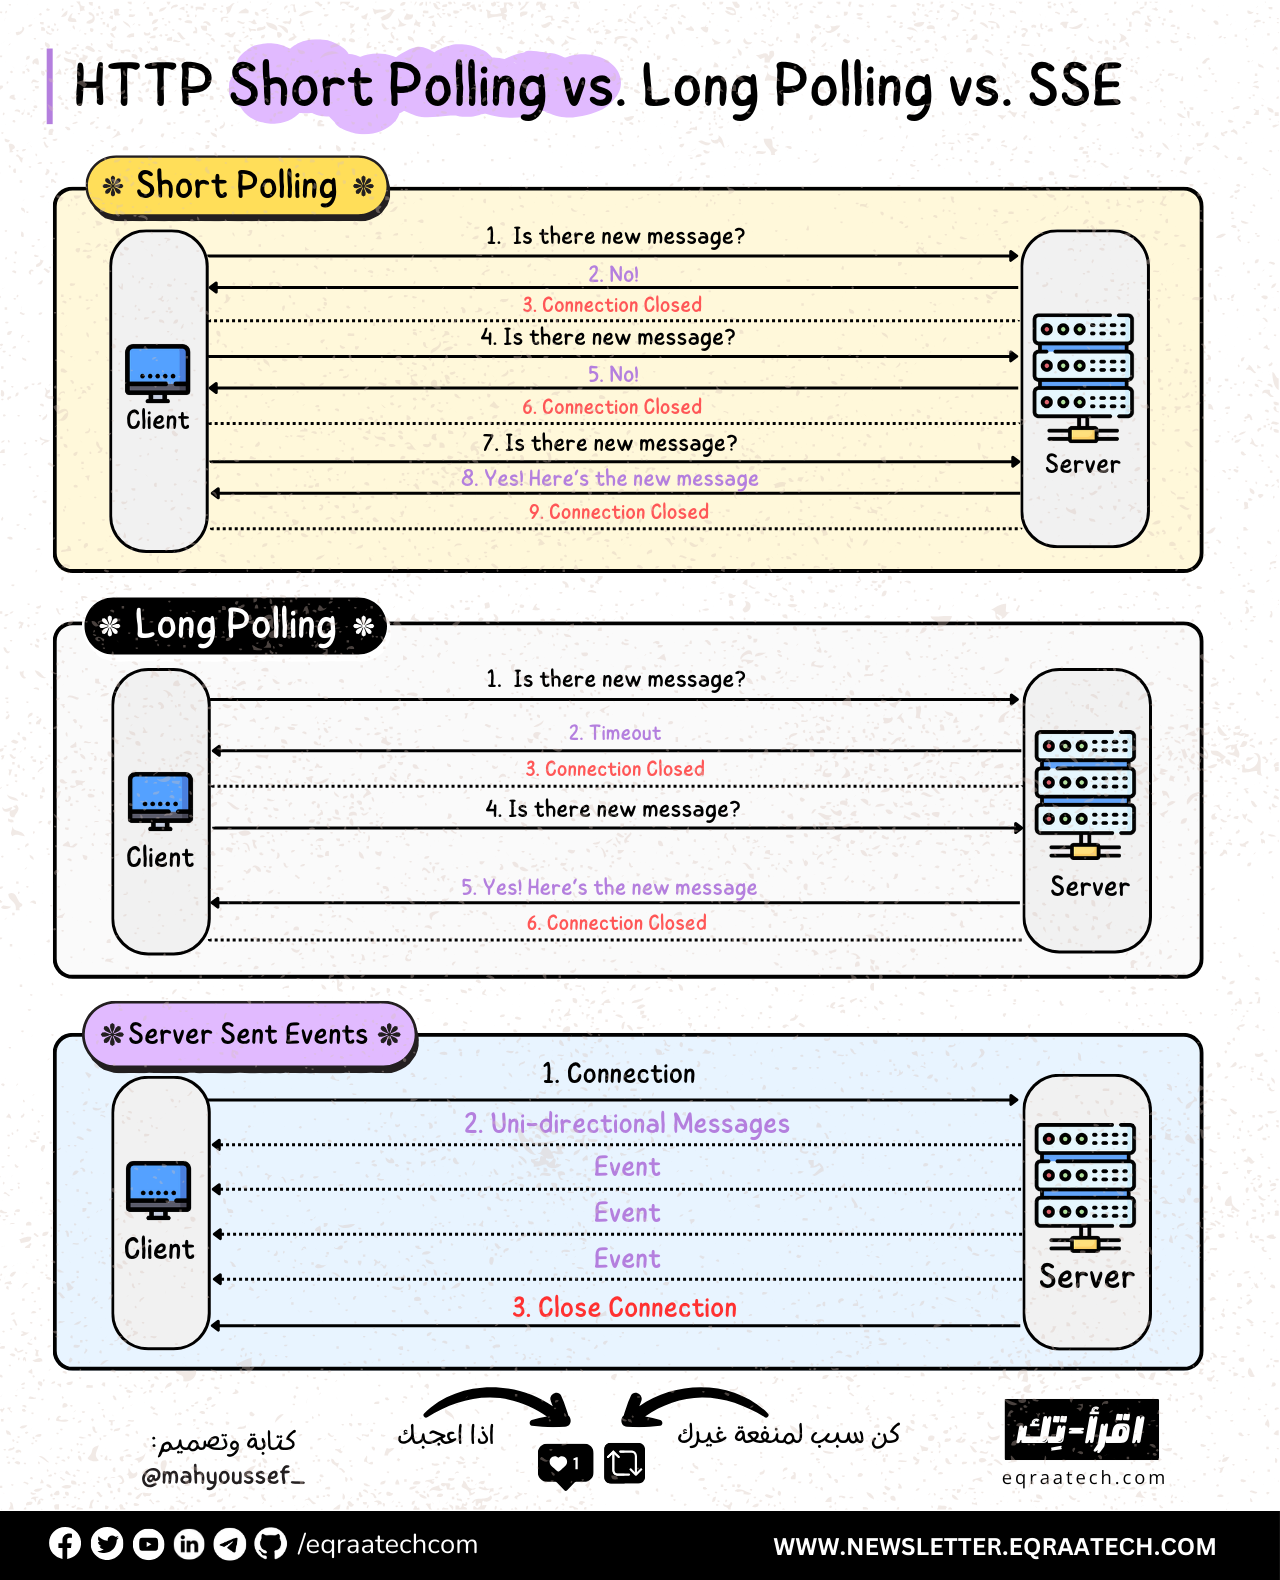 HTTP Short Polling vs. Long Polling vs. SSE
Short Polling
1. Is there new message?
2. No!
3. Connection Closed
4. Is there new message?
5. No!
6. Connection Closed
7. Is there new message?
8. Yes! Here's the new message
9. Connection Closed
Client
Server
Long Polling
1. Is there new message?
2. Timeout
3. Connection Closed
4. Is there new message?
5. Yes! Here's the new message
6. Connection Closed
Client
Server
Server Sent Events
1. Connection
2. Uni-directional Messages
Event
Event
Event
3. Close Connection
Client
Server
كتابة وتصميم:
@mahyoussef_
اذا اعجبك
1
كن سبب لمنفعة غيرك
اقرأ-تِك
eqraatech.com
/eqraatechcom
WWW.NEWSLETTER.EQRAATECH.COM